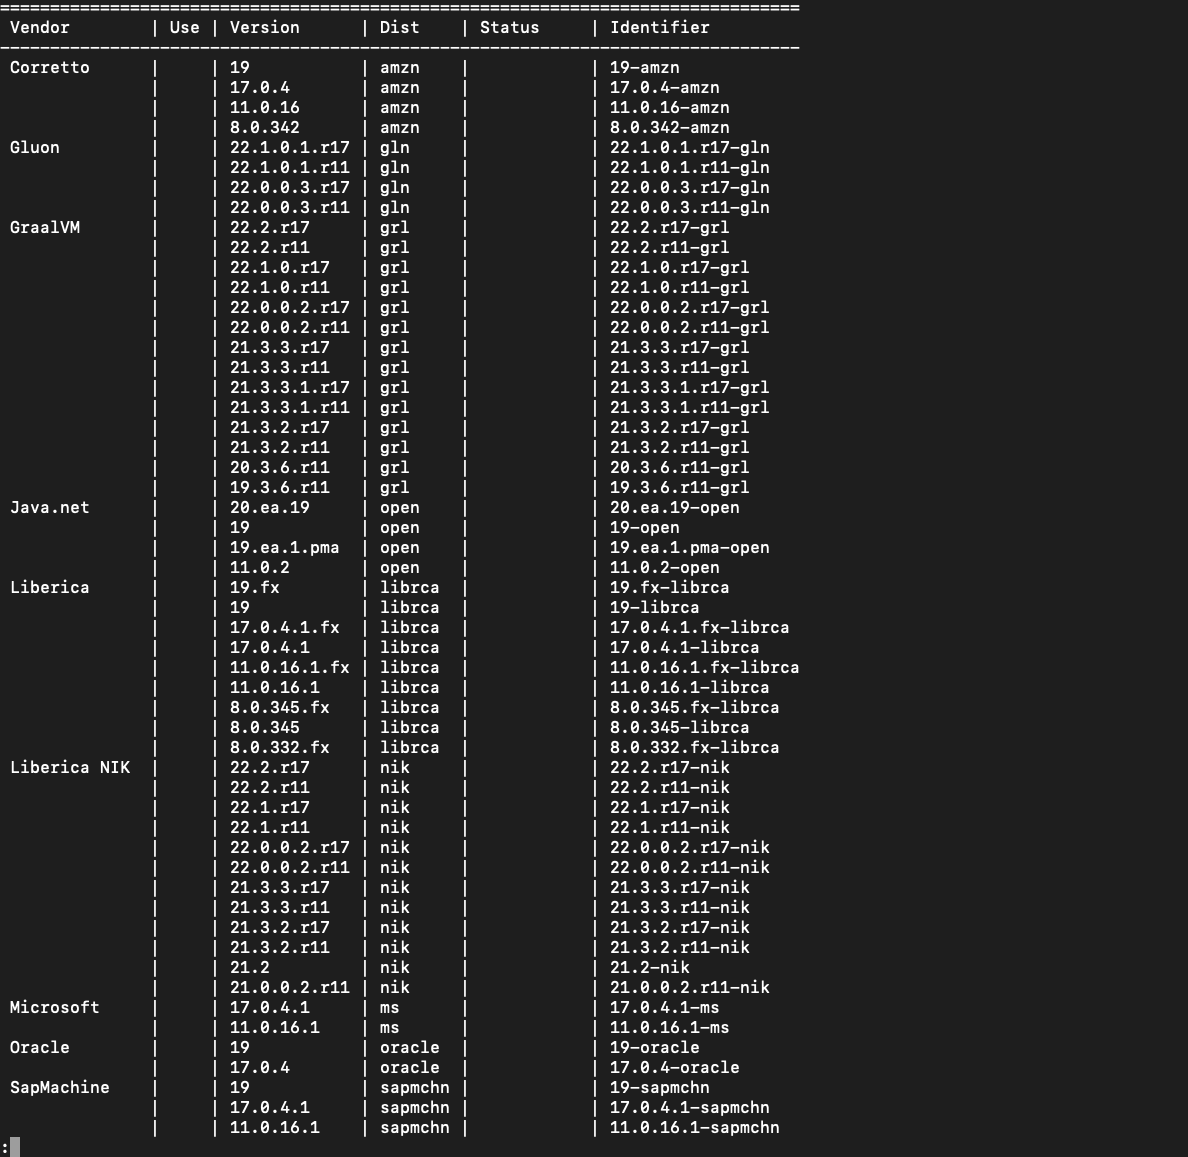 ================================================================================
 Vendor        | Use | Version      | Dist    | Status     | Identifier
--------------------------------------------------------------------------------
 Corretto      |     | 19           | amzn    |            | 19-amzn
               |     | 17.0.4       | amzn    |            | 17.0.4-amzn
               |     | 11.0.16      | amzn    |            | 11.0.16-amzn
               |     | 8.0.342      | amzn    |            | 8.0.342-amzn
 Gluon         |     | 22.1.0.1.r17 | gln     |            | 22.1.0.1.r17-gln
               |     | 22.1.0.1.r11 | gln     |            | 22.1.0.1.r11-gln
               |     | 22.0.0.3.r17 | gln     |            | 22.0.0.3.r17-gln
               |     | 22.0.0.3.r11 | gln     |            | 22.0.0.3.r11-gln
 GraalVM       |     | 22.2.r17     | grl     |            | 22.2.r17-grl
               |     | 22.2.r11     | grl     |            | 22.2.r11-grl
               |     | 22.1.0.r17   | grl     |            | 22.1.0.r17-grl
               |     | 22.1.0.r11   | grl     |            | 22.1.0.r11-grl
               |     | 22.0.0.2.r17 | grl     |            | 22.0.0.2.r17-grl
               |     | 22.0.0.2.r11 | grl     |            | 22.0.0.2.r11-grl
               |     | 21.3.3.r17   | grl     |            | 21.3.3.r17-grl
               |     | 21.3.3.r11   | grl     |            | 21.3.3.r11-grl
               |     | 21.3.3.1.r17 | grl     |            | 21.3.3.1.r17-grl
               |     | 21.3.3.1.r11 | grl     |            | 21.3.3.1.r11-grl
               |     | 21.3.2.r17   | grl     |            | 21.3.2.r17-grl
               |     | 21.3.2.r11   | grl     |            | 21.3.2.r11-grl
               |     | 20.3.6.r11   | grl     |            | 20.3.6.r11-grl
               |     | 19.3.6.r11   | grl     |            | 19.3.6.r11-grl
 Java.net      |     | 20.ea.19     | open    |            | 20.ea.19-open
               |     | 19           | open    |            | 19-open
               |     | 19.ea.1.pma  | open    |            | 19.ea.1.pma-open
               |     | 11.0.2       | open    |            | 11.0.2-open
 Liberica      |     | 19.fx        | librca  |            | 19.fx-librca
               |     | 19           | librca  |            | 19-librca
               |     | 17.0.4.1.fx  | librca  |            | 17.0.4.1.fx-librca
               |     | 17.0.4.1     | librca  |            | 17.0.4.1-librca
               |     | 11.0.16.1.fx | librca  |            | 11.0.16.1.fx-librca
               |     | 11.0.16.1    | librca  |            | 11.0.16.1-librca
               |     | 8.0.345.fx   | librca  |            | 8.0.345.fx-librca
               |     | 8.0.345      | librca  |            | 8.0.345-librca
               |     | 8.0.332.fx   | librca  |            | 8.0.332.fx-librca
 Liberica NIK  |     | 22.2.r17     | nik     |            | 22.2.r17-nik
               |     | 22.2.r11     | nik     |            | 22.2.r11-nik
               |     | 22.1.r17     | nik     |            | 22.1.r17-nik
               |     | 22.1.r11     | nik     |            | 22.1.r11-nik
               |     | 22.0.0.2.r17 | nik     |            | 22.0.0.2.r17-nik
               |     | 22.0.0.2.r11 | nik     |            | 22.0.0.2.r11-nik
               |     | 21.3.3.r17   | nik     |            | 21.3.3.r17-nik
               |     | 21.3.3.r11   | nik     |            | 21.3.3.r11-nik
               |     | 21.3.2.r17   | nik     |            | 21.3.2.r17-nik
               |     | 21.3.2.r11   | nik     |            | 21.3.2.r11-nik
               |     | 21.2         | nik     |            | 21.2-nik
               |     | 21.0.0.2.r11 | nik     |            | 21.0.0.2.r11-nik
 Microsoft     |     | 17.0.4.1     | ms      |            | 17.0.4.1-ms
               |     | 11.0.16.1    | ms      |            | 11.0.16.1-ms
 Oracle        |     | 19           | oracle  |            | 19-oracle
               |     | 17.0.4       | oracle  |            | 17.0.4-oracle
 SapMachine    |     | 19           | sapmchn |            | 19-sapmchn
               |     | 17.0.4.1     | sapmchn |            | 17.0.4.1-sapmchn
               |     | 11.0.16.1    | sapmchn |            | 11.0.16.1-sapmchn
: